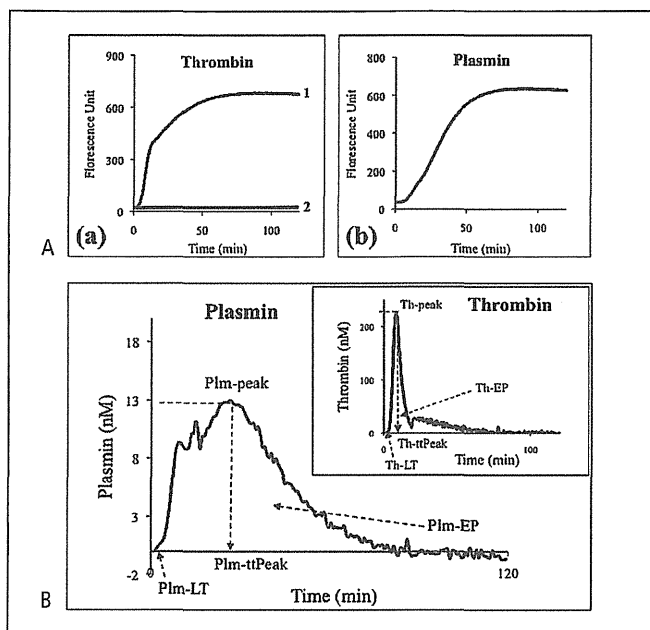 A
Thrombin
Florescence Unit
900
600
300
0
1
2
(a)
0
50
100
Time (min)
Plasmin
Florescence Unit
800
600
400
200
0
(b)
0
50
100
Time (min)
B
Plasmin
Plasmin (nM)
18
13
8
3
-2
Plm-peak
Plm-EP
Plm-ttPeak
Plm-LT
0
120
Time (min)
Thrombin
Th-peak
Thrombin (nM)
200
100
0
Th-EP
Th-ttPeak
Th-LT
0
100
Time (min)